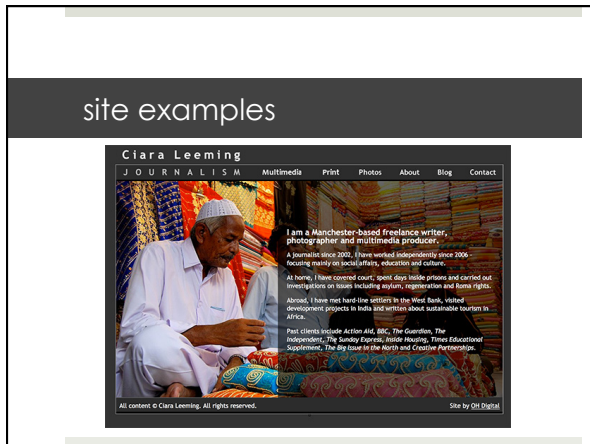 site examples
Ciara Leeming
JOURNALISM Multimedia Print Photos About Blog Contact
I am a Manchester-based freelance writer,
photographer and multimedia producer.
A journalist since 2002, I have worked independently since 2006 -
focusing mainly on social affairs, education and culture.
At home, I have covered court, spent days inside prisons and carried out
investigations on issues including asylum, regeneration and Roma rights.
Abroad, I have met hard-line settlers in the West Bank, visited
development projects in India and written about sustainable tourism in
Africa.
Past clients include Action Aid, BBC, The Guardian, The
Independent, The Sunday Express, Inside Housing, Times Educational
Supplement, The Big Issue in the North and Creative Partnerships.
All content © Ciara Leeming. All rights reserved. Site by OH Digital